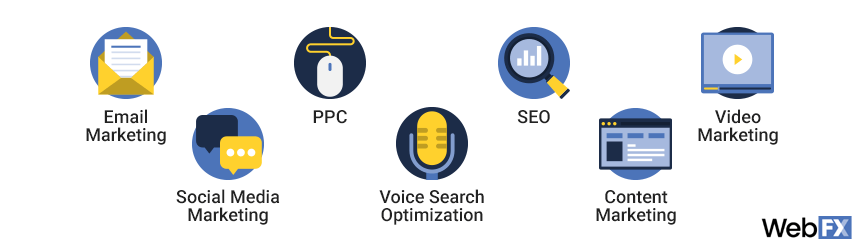 Email
Marketing
Social Media
Marketing
PPC
Voice Search
Optimization
SEO
Content
Marketing
Video
Marketing
WebFX